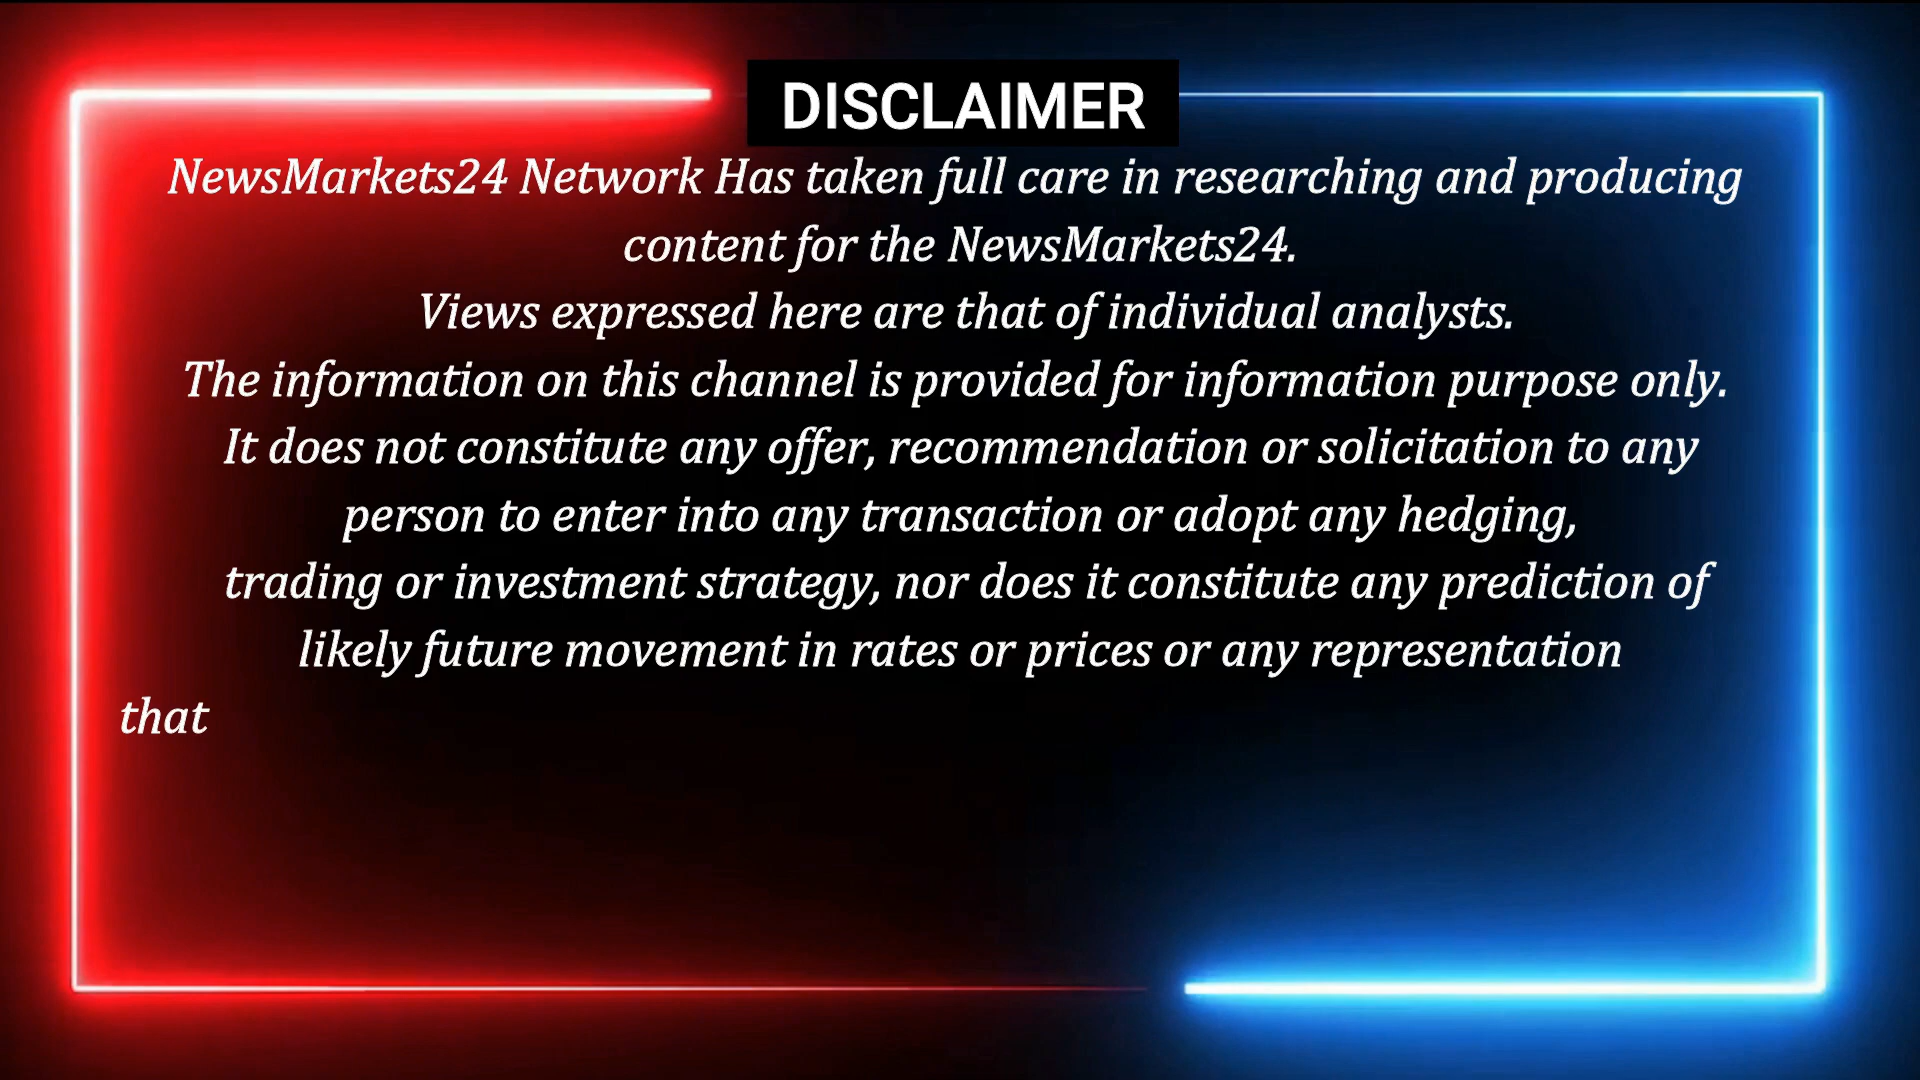 DISCLAIMER
NewsMarkets24 Network Has taken full care in researching and producing
content for the NewsMarkets24.
Views expressed here are that of individual analysts.
The information on this channel is provided for information purpose only.
It does not constitute any offer, recommendation or solicitation to any
person to enter into any transaction or adopt any hedging,
trading or investment strategy, nor does it constitute any prediction of
likely future movement in rates or prices or any representation
that